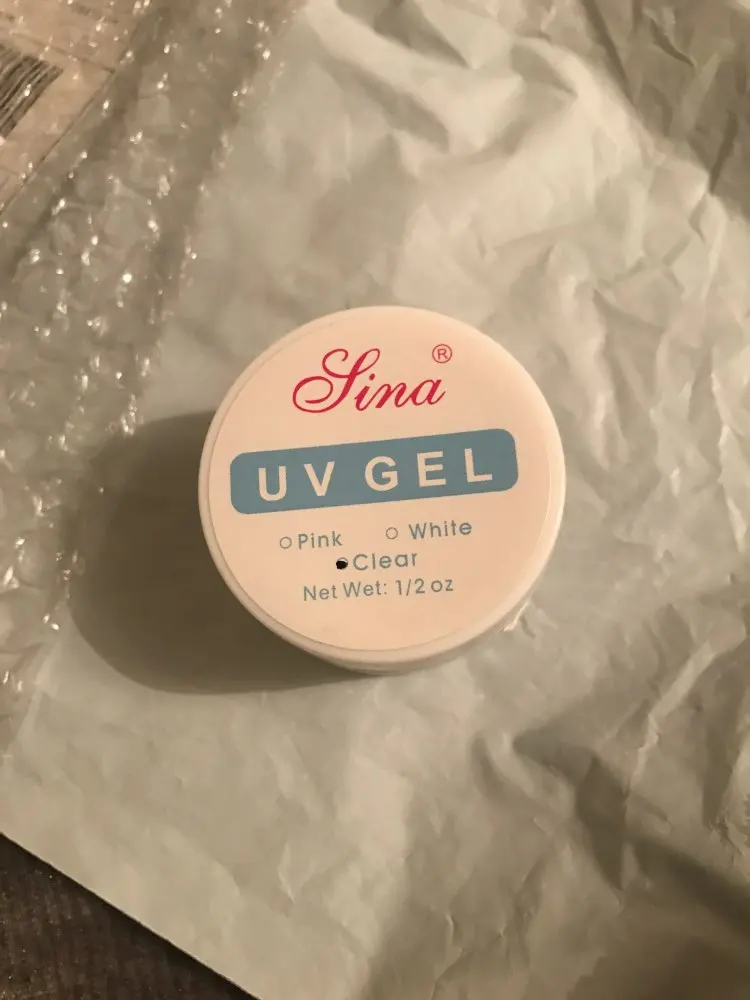 Sina®
UV GEL
Pink White
Clear
Net Wet: 1/2 oz